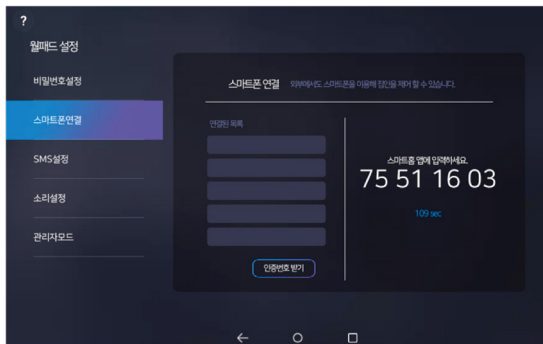 ?
월패드 설정
비밀번호설정
스마트폰연결
SMS설정
소리설정
관리자모드
스마트폰 연결 외부에서도 스마트폰을 이용해 집안을 제어 할 수 있습니다.
연결된 목록
인증번호 받기
스마트홈 앱에 입력하세요.
75 51 16 03
109 sec